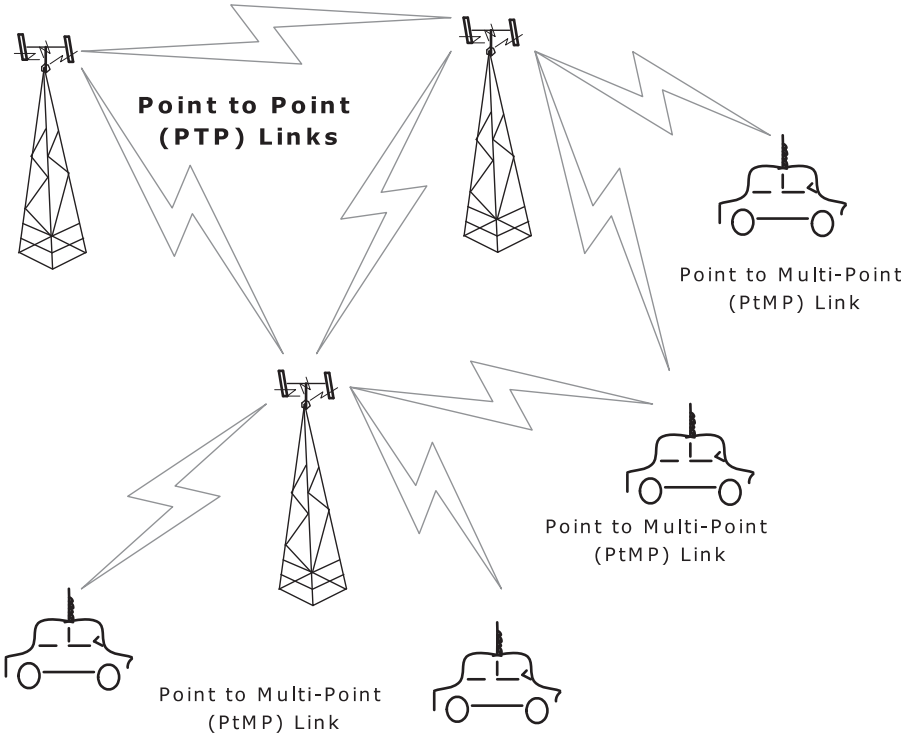 Point to Point
(PTP) Links
Point to Multi-Point
(PtMP) Link
Point to Multi-Point
(PtMP) Link
Point to Multi-Point
(PtMP) Link